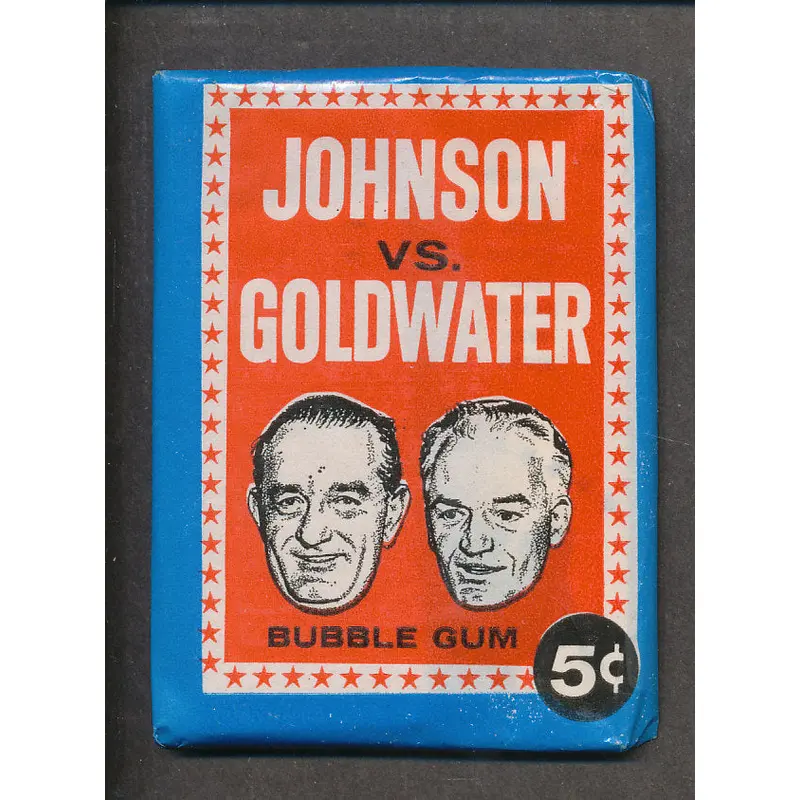 JOHNSON
VS.
GOLDWATER
BUBBLE GUM
5¢